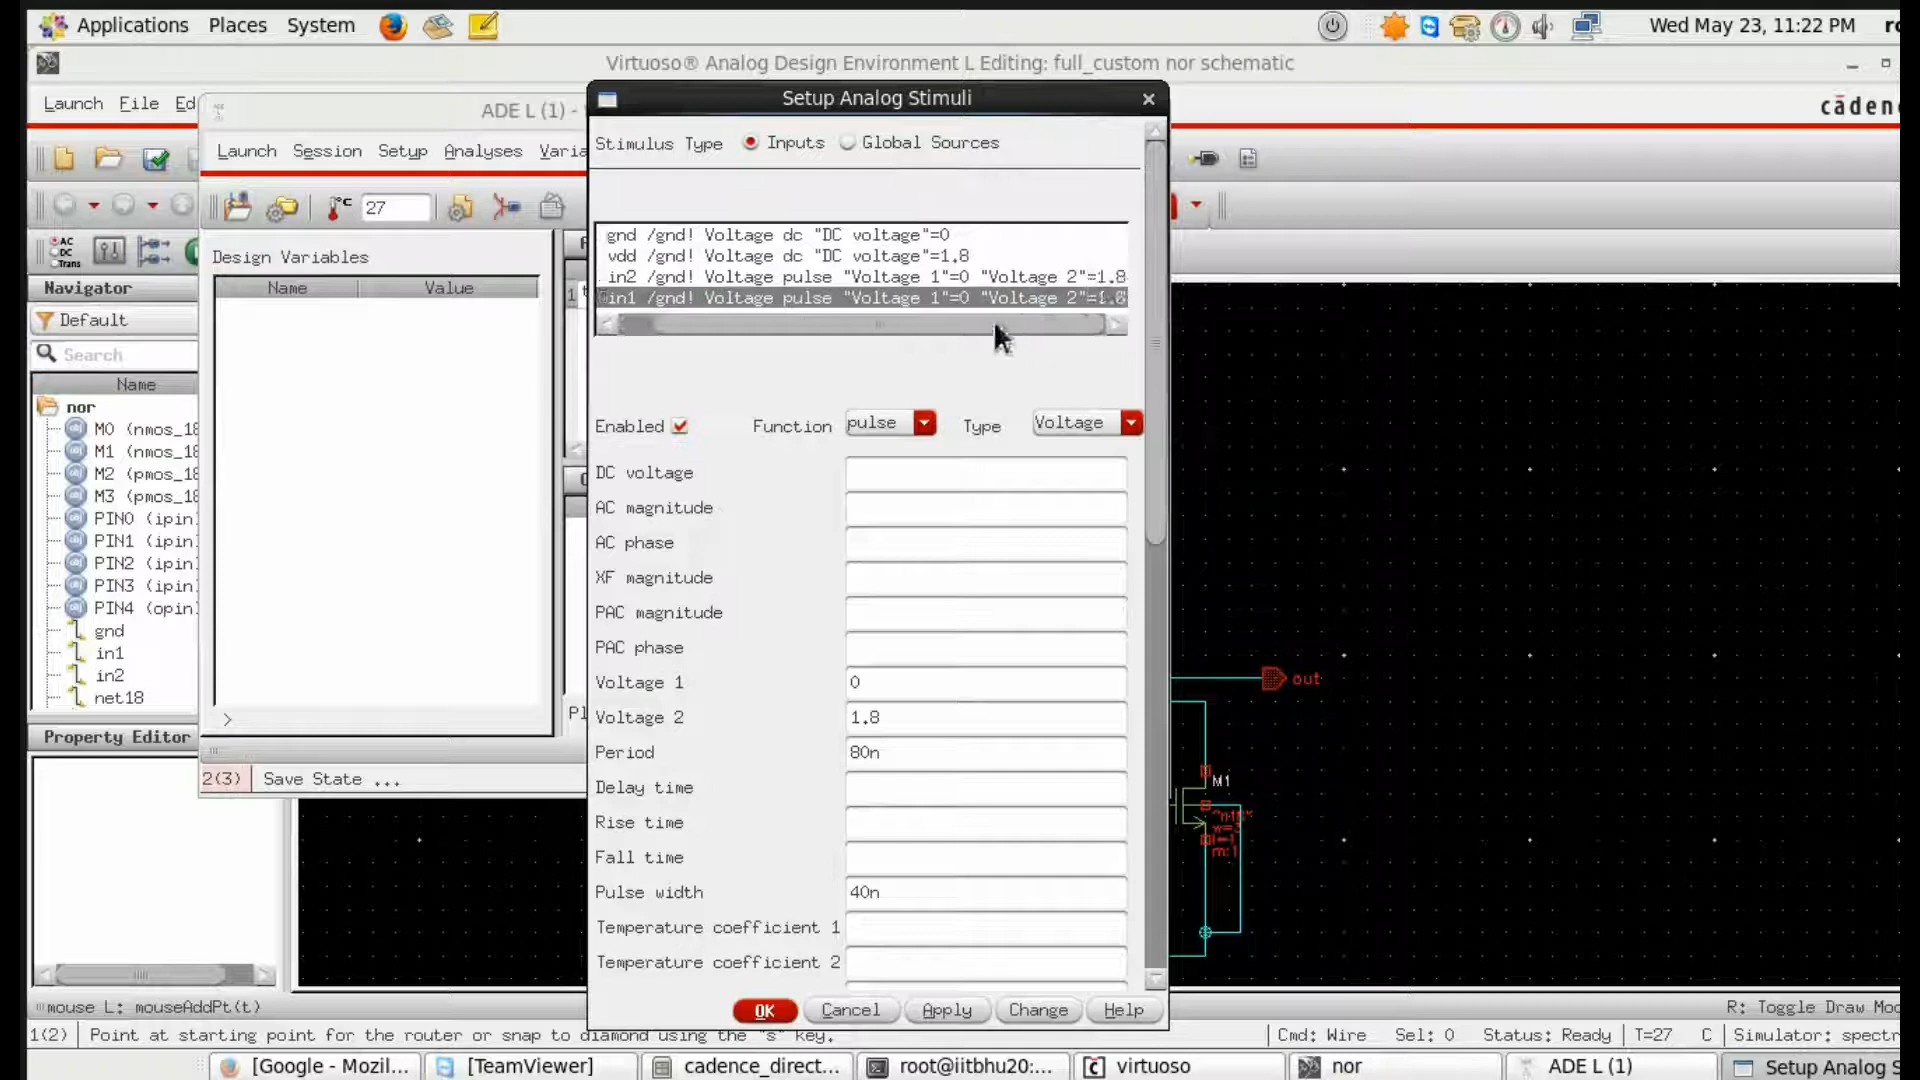 Applications Places System
Wed May 23, 11:22 PM
Virtuoso® Analog Design Environment L Editing: full_custom nor schematic
Launch File Ed
cādenc
ADE L (1) -
Launch Session Setup Analyses Varia
°C 27
AC
DC
Trans
Design Variables
Name Value
Navigator
Default
Search
Name
nor
M0 (nmos_18
M1 (nmos_18
M2 (pmos_18
M3 (pmos_18
PIN0 (ipin
PIN1 (ipin
PIN2 (ipin
PIN3 (ipin
PIN4 (opin
gnd
in1
in2
net18
>
Property Editor
2(3) Save State ...
Setup Analog Stimuli
Stimulus Type Inputs Global Sources
gnd /gnd! Voltage dc "DC voltage"=0
vdd /gnd! Voltage dc "DC voltage"=1.8
in2 /gnd! Voltage pulse "Voltage 1"=0 "Voltage 2"=1.8
in1 /gnd! Voltage pulse "Voltage 1"=0 "Voltage 2"=1.8
Enabled Function pulse Type Voltage
DC voltage
AC magnitude
AC phase
XF magnitude
PAC magnitude
PAC phase
Voltage 1 0
Voltage 2 1.8
Period 80n
Delay time
Rise time
Fall time
Pulse width 40n
Temperature coefficient 1
Temperature coefficient 2
OK Cancel Apply Change Help
out
M1
m:1
mouse L: mouseAddPt(t)
R: Toggle Draw Mod
1(2) Point at starting point for the router or snap to diamond using the "s" key.
Cmd: Wire Sel: 0 Status: Ready T=27 C Simulator: spectr
[Google - Mozil... [TeamViewer] cadence_direct... root@iitbhu20:... virtuoso nor ADE L (1) Setup Analog S